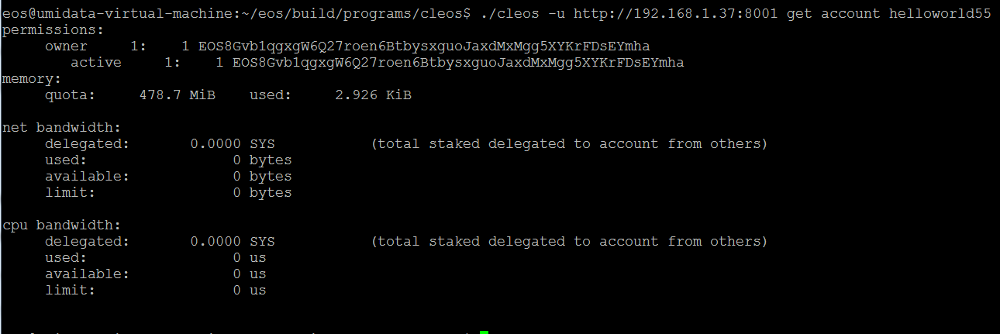 eos@umidata-virtual-machine:~/eos/build/programs/cleos$ ./cleos -u http://192.168.1.37:8001 get account helloworld55
permissions:
     owner     1:    1 EOS8Gvb1qgxgW6Q27roen6BtbysxguoJaxdMxMgg5XYKrFDsEYmha
        active     1:    1 EOS8Gvb1qgxgW6Q27roen6BtbysxguoJaxdMxMgg5XYKrFDsEYmha
memory:
     quota:     478.7 MiB    used:     2.926 KiB
net bandwidth:
     delegated:       0.0000 SYS           (total staked delegated to account from others)
     used:                 0 bytes
     available:            0 bytes
     limit:                0 bytes
cpu bandwidth:
     delegated:       0.0000 SYS           (total staked delegated to account from others)
     used:                 0 us
     available:            0 us
     limit:                0 us